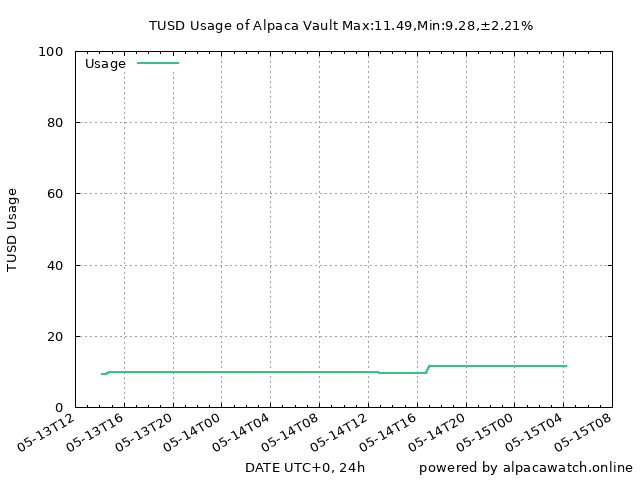 TUSD Usage of Alpaca Vault Max:11.49,Min:9.28,±2.21%
Usage
TUSD Usage
100
80
60
40
20
0
05-13T12
05-13T16
05-13T20
05-14T00
05-14T04
05-14T08
05-14T12
05-14T16
05-14T20
05-15T00
05-15T04
05-15T08
DATE UTC+0, 24h
powered by alpacawatch.online